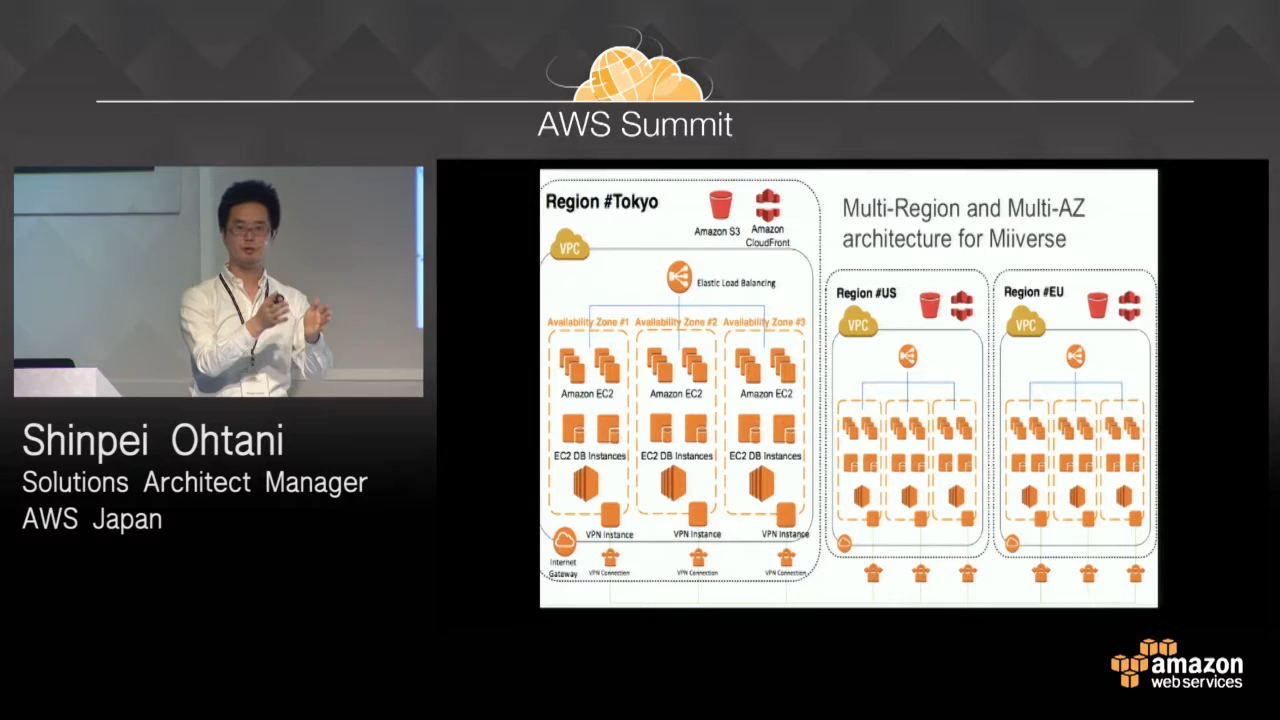 AWS Summit
Region #Tokyo
Amazon S3
Amazon
CloudFront
VPC
Elastic Load Balancing
Availability Zone #1
Availability Zone #2
Availability Zone #3
Amazon EC2
Amazon EC2
Amazon EC2
EC2 DB Instances
EC2 DB Instances
EC2 DB Instances
VPN Instance
VPN Instance
VPN Instance
Internet
Gateway
VPN Connection
VPN Connection
VPN Connection
Multi-Region and Multi-AZ
architecture for Miiverse
Region #US
VPC
Region #EU
VPC
Shinpei Ohtani
Solutions Architect Manager
AWS Japan
amazon
web services